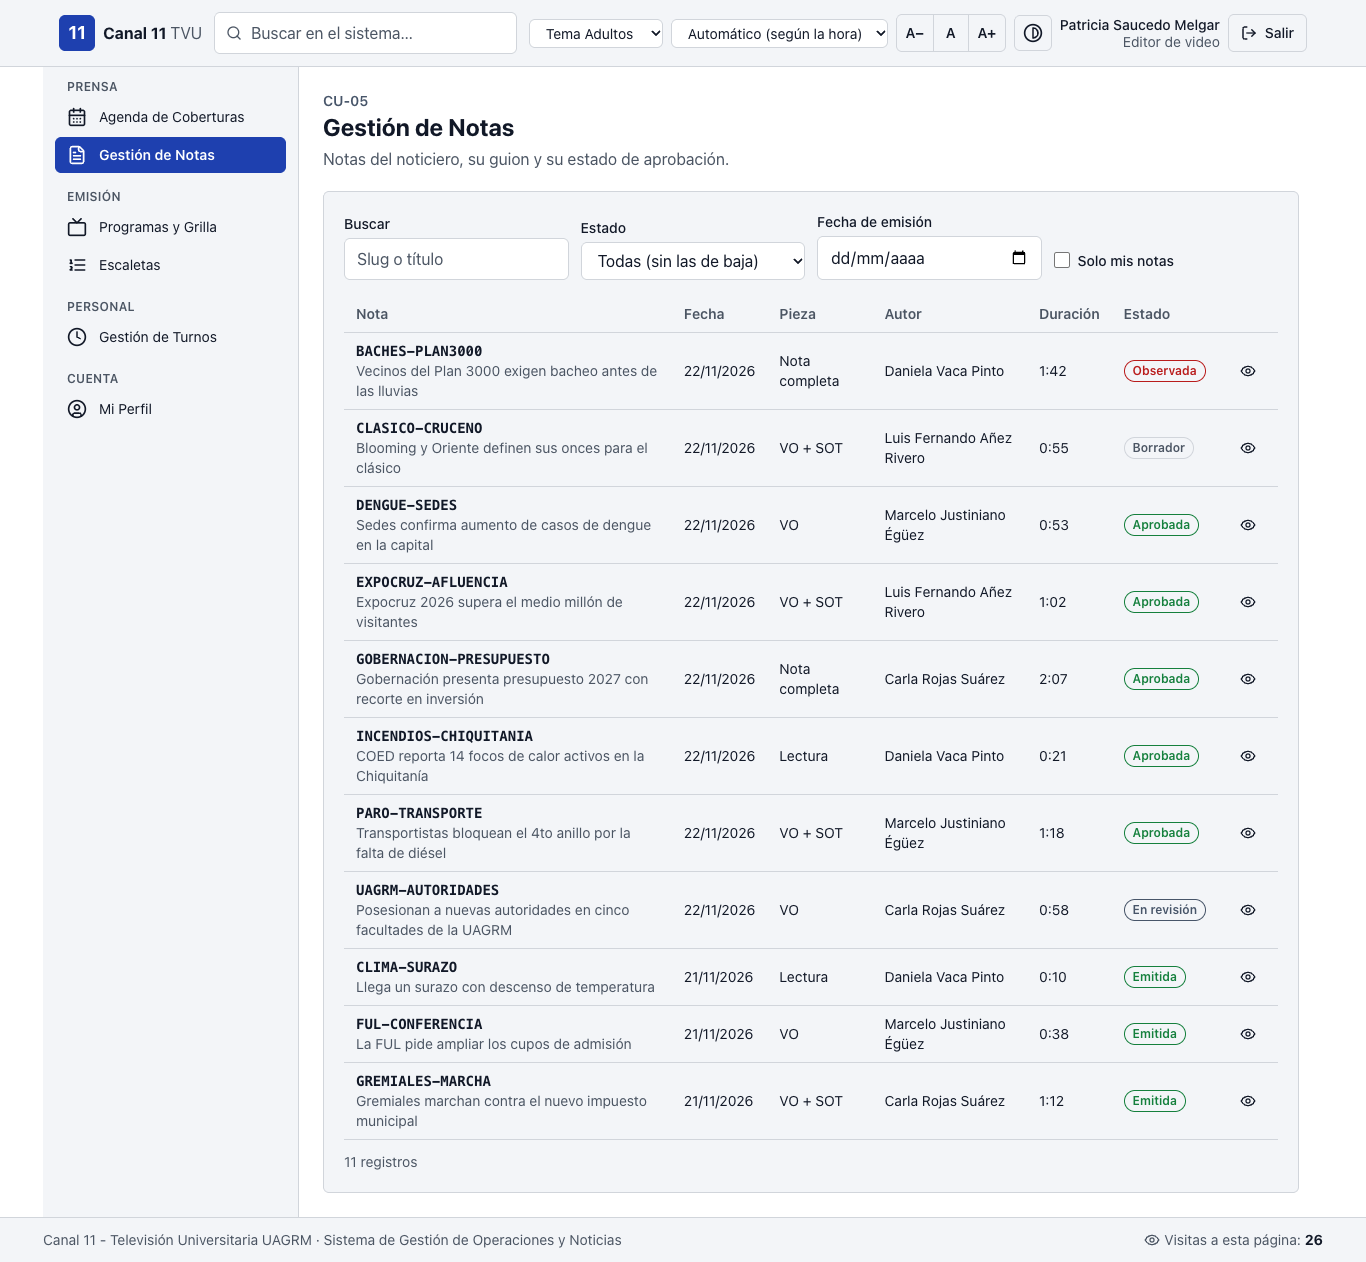 11 Canal 11 TVU
Buscar en el sistema...
Tema Adultos
Automático (según la hora)
A−
A
A+
Patricia Saucedo Melgar
Editor de video
Salir
PRENSA
Agenda de Coberturas
Gestión de Notas
EMISIÓN
Programas y Grilla
Escaletas
PERSONAL
Gestión de Turnos
CUENTA
Mi Perfil
CU-05
Gestión de Notas
Notas del noticiero, su guion y su estado de aprobación.
Buscar
Slug o título
Estado
Todas (sin las de baja)
Fecha de emisión
dd/mm/aaaa
Solo mis notas
Nota Fecha Pieza Autor Duración Estado
BACHES-PLAN3000
Vecinos del Plan 3000 exigen bacheo antes de
las lluvias
22/11/2026
Nota
completa
Daniela Vaca Pinto
1:42
Observada
CLASICO-CRUCENO
Blooming y Oriente definen sus onces para el
clásico
22/11/2026
VO + SOT
Luis Fernando Añez
Rivero
0:55
Borrador
DENGUE-SEDES
Sedes confirma aumento de casos de dengue
en la capital
22/11/2026
VO
Marcelo Justiniano
Égüez
0:53
Aprobada
EXPOCRUZ-AFLUENCIA
Expocruz 2026 supera el medio millón de
visitantes
22/11/2026
VO + SOT
Luis Fernando Añez
Rivero
1:02
Aprobada
GOBERNACION-PRESUPUESTO
Gobernación presenta presupuesto 2027 con
recorte en inversión
22/11/2026
Nota
completa
Carla Rojas Suárez
2:07
Aprobada
INCENDIOS-CHIQUITANIA
COED reporta 14 focos de calor activos en la
Chiquitanía
22/11/2026
Lectura
Daniela Vaca Pinto
0:21
Aprobada
PARO-TRANSPORTE
Transportistas bloquean el 4to anillo por la
falta de diésel
22/11/2026
VO + SOT
Marcelo Justiniano
Égüez
1:18
Aprobada
UAGRM-AUTORIDADES
Posesionan a nuevas autoridades en cinco
facultades de la UAGRM
22/11/2026
VO
Carla Rojas Suárez
0:58
En revisión
CLIMA-SURAZO
Llega un surazo con descenso de temperatura
21/11/2026
Lectura
Daniela Vaca Pinto
0:10
Emitida
FUL-CONFERENCIA
La FUL pide ampliar los cupos de admisión
21/11/2026
VO
Marcelo Justiniano
Égüez
0:38
Emitida
GREMIALES-MARCHA
Gremiales marchan contra el nuevo impuesto
municipal
21/11/2026
VO + SOT
Carla Rojas Suárez
1:12
Emitida
11 registros
Canal 11 - Televisión Universitaria UAGRM · Sistema de Gestión de Operaciones y Noticias
Visitas a esta página: 26